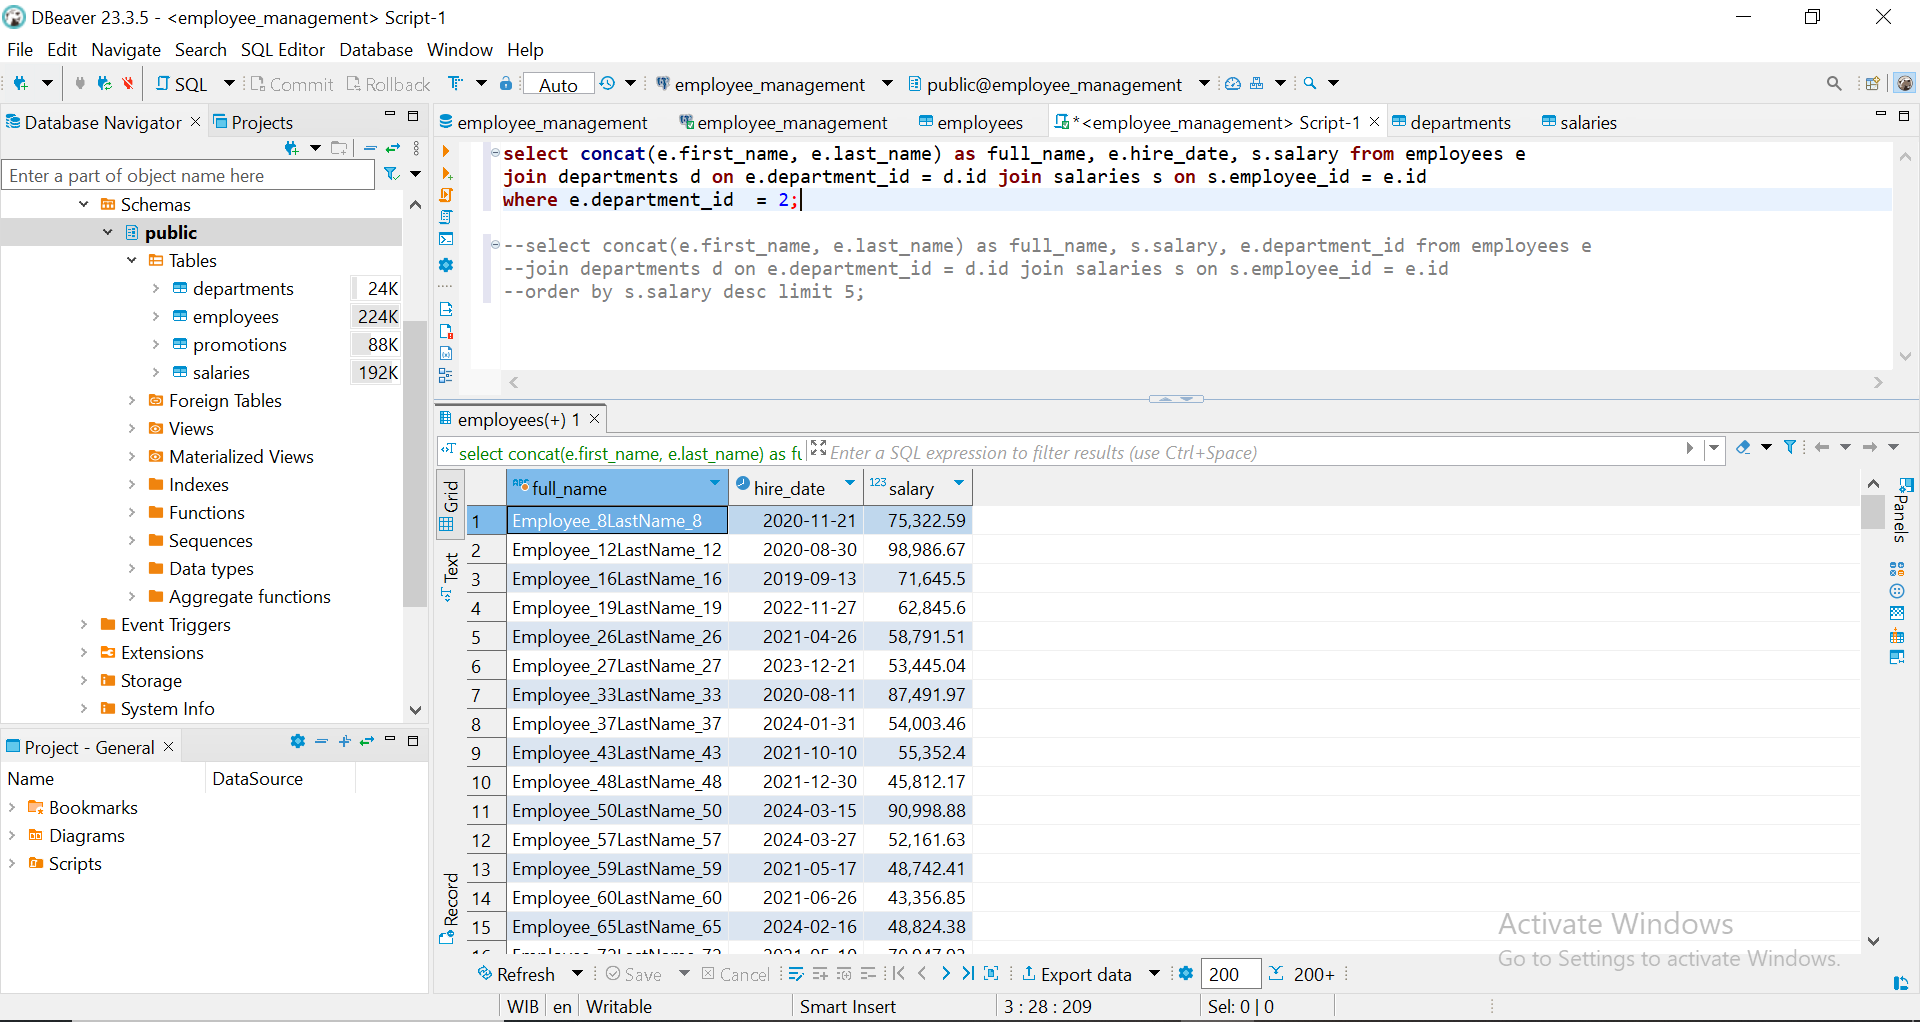 DBeaver 23.3.5 - <employee_management> Script-1
File Edit Navigate Search SQL Editor Database Window Help
SQL Commit Rollback Auto employee_management public@employee_management
Database Navigator Projects
Enter a part of object name here
Schemas
public
Tables
departments 24K
employees 224K
promotions 88K
salaries 192K
Foreign Tables
Views
Materialized Views
Indexes
Functions
Sequences
Data types
Aggregate functions
Event Triggers
Extensions
Storage
System Info
Project - General
Name DataSource
Bookmarks
Diagrams
Scripts
employee_management employee_management employees *<employee_management> Script-1 departments salaries
select concat(e.first_name, e.last_name) as full_name, e.hire_date, s.salary from employees e
join departments d on e.department_id = d.id join salaries s on s.employee_id = e.id
where e.department_id  = 2;
--select concat(e.first_name, e.last_name) as full_name, s.salary, e.department_id from employees e
--join departments d on e.department_id = d.id join salaries s on s.employee_id = e.id
--order by s.salary desc limit 5;
employees(+) 1
select concat(e.first_name, e.last_name) as fu Enter a SQL expression to filter results (use Ctrl+Space)
Grid
Text
Record
Panels
ABC full_name hire_date 123 salary
1 Employee_8LastName_8 2020-11-21 75,322.59
2 Employee_12LastName_12 2020-08-30 98,986.67
3 Employee_16LastName_16 2019-09-13 71,645.5
4 Employee_19LastName_19 2022-11-27 62,845.6
5 Employee_26LastName_26 2021-04-26 58,791.51
6 Employee_27LastName_27 2023-12-21 53,445.04
7 Employee_33LastName_33 2020-08-11 87,491.97
8 Employee_37LastName_37 2024-01-31 54,003.46
9 Employee_43LastName_43 2021-10-10 55,352.4
10 Employee_48LastName_48 2021-12-30 45,812.17
11 Employee_50LastName_50 2024-03-15 90,998.88
12 Employee_57LastName_57 2024-03-27 52,161.63
13 Employee_59LastName_59 2021-05-17 48,742.41
14 Employee_60LastName_60 2021-06-26 43,356.85
15 Employee_65LastName_65 2024-02-16 48,824.38
Activate Windows
Go to Settings to activate Windows.
Refresh Save Cancel Export data 200 200+
WIB en Writable Smart Insert 3 : 28 : 209 Sel: 0 | 0